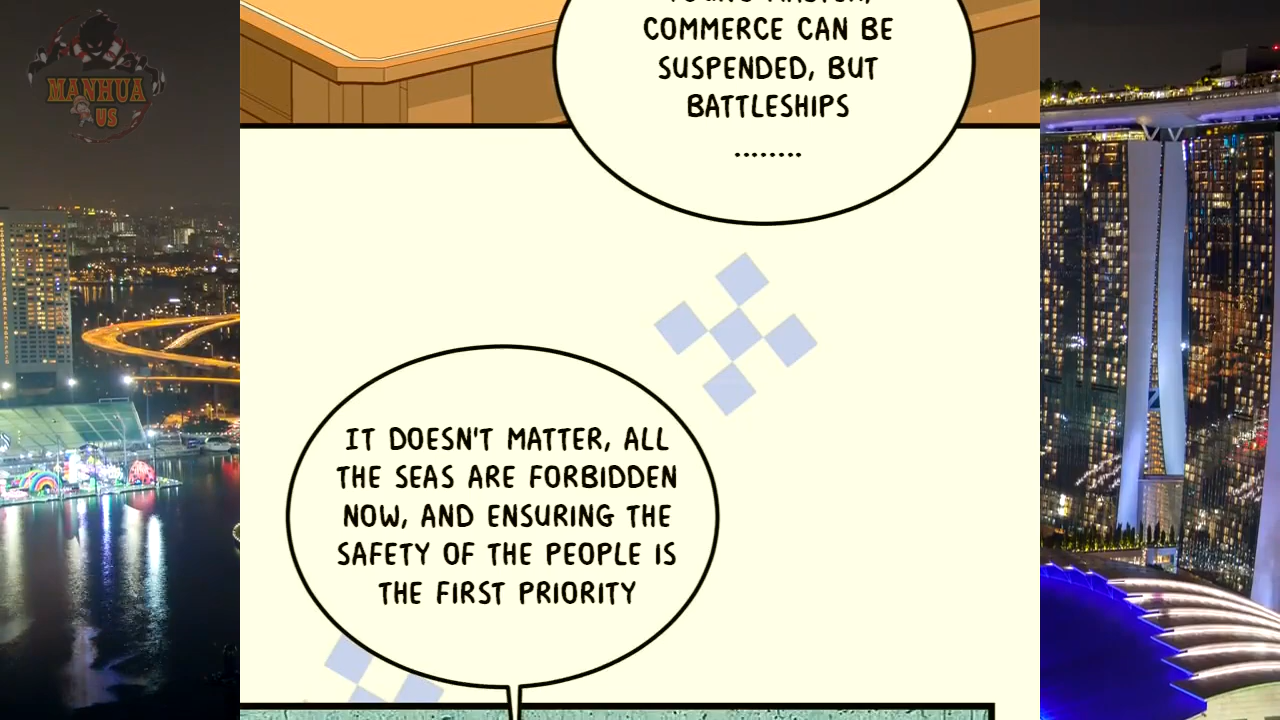 MANHUA
US
COMMERCE CAN BE
SUSPENDED, BUT
BATTLESHIPS
........
IT DOESN'T MATTER, ALL
THE SEAS ARE FORBIDDEN
NOW, AND ENSURING THE
SAFETY OF THE PEOPLE IS
THE FIRST PRIORITY